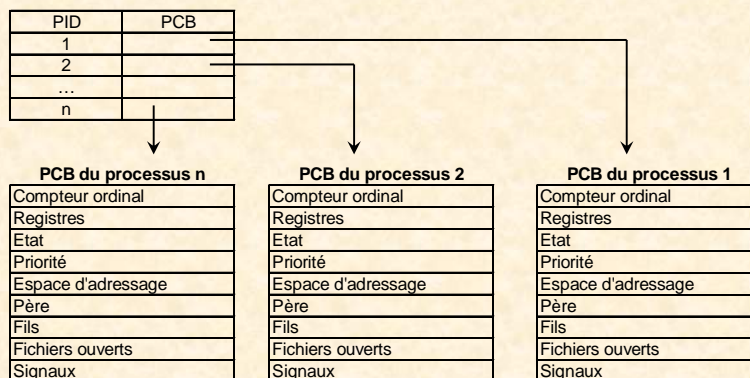 PID PCB
1
2
…
n
PCB du processus n PCB du processus 2 PCB du processus 1
Compteur ordinal Compteur ordinal Compteur ordinal
Registres Registres Registres
Etat Etat Etat
Priorité Priorité Priorité
Espace d'adressage Espace d'adressage Espace d'adressage
Père Père Père
Fils Fils Fils
Fichiers ouverts Fichiers ouverts Fichiers ouverts
Signaux Signaux Signaux